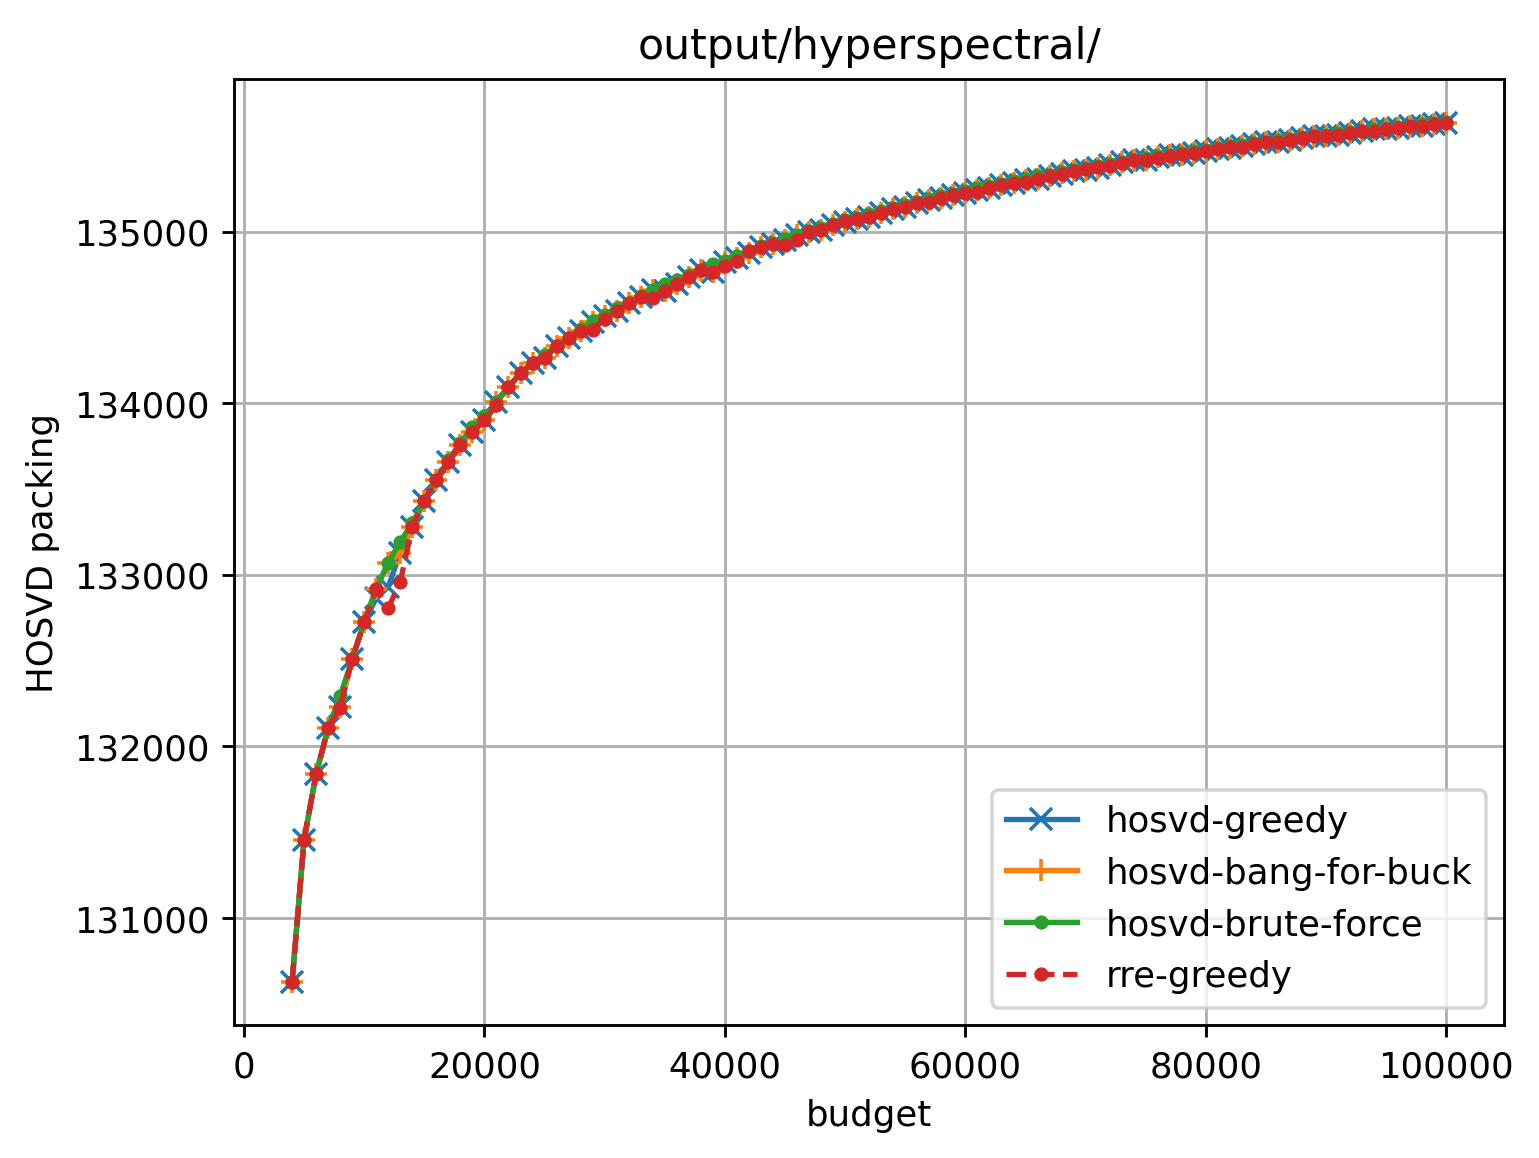 output/hyperspectral/
HOSVD packing
135000
134000
133000
132000
131000
hosvd-greedy
hosvd-bang-for-buck
hosvd-brute-force
rre-greedy
0 20000 40000 60000 80000 100000
budget